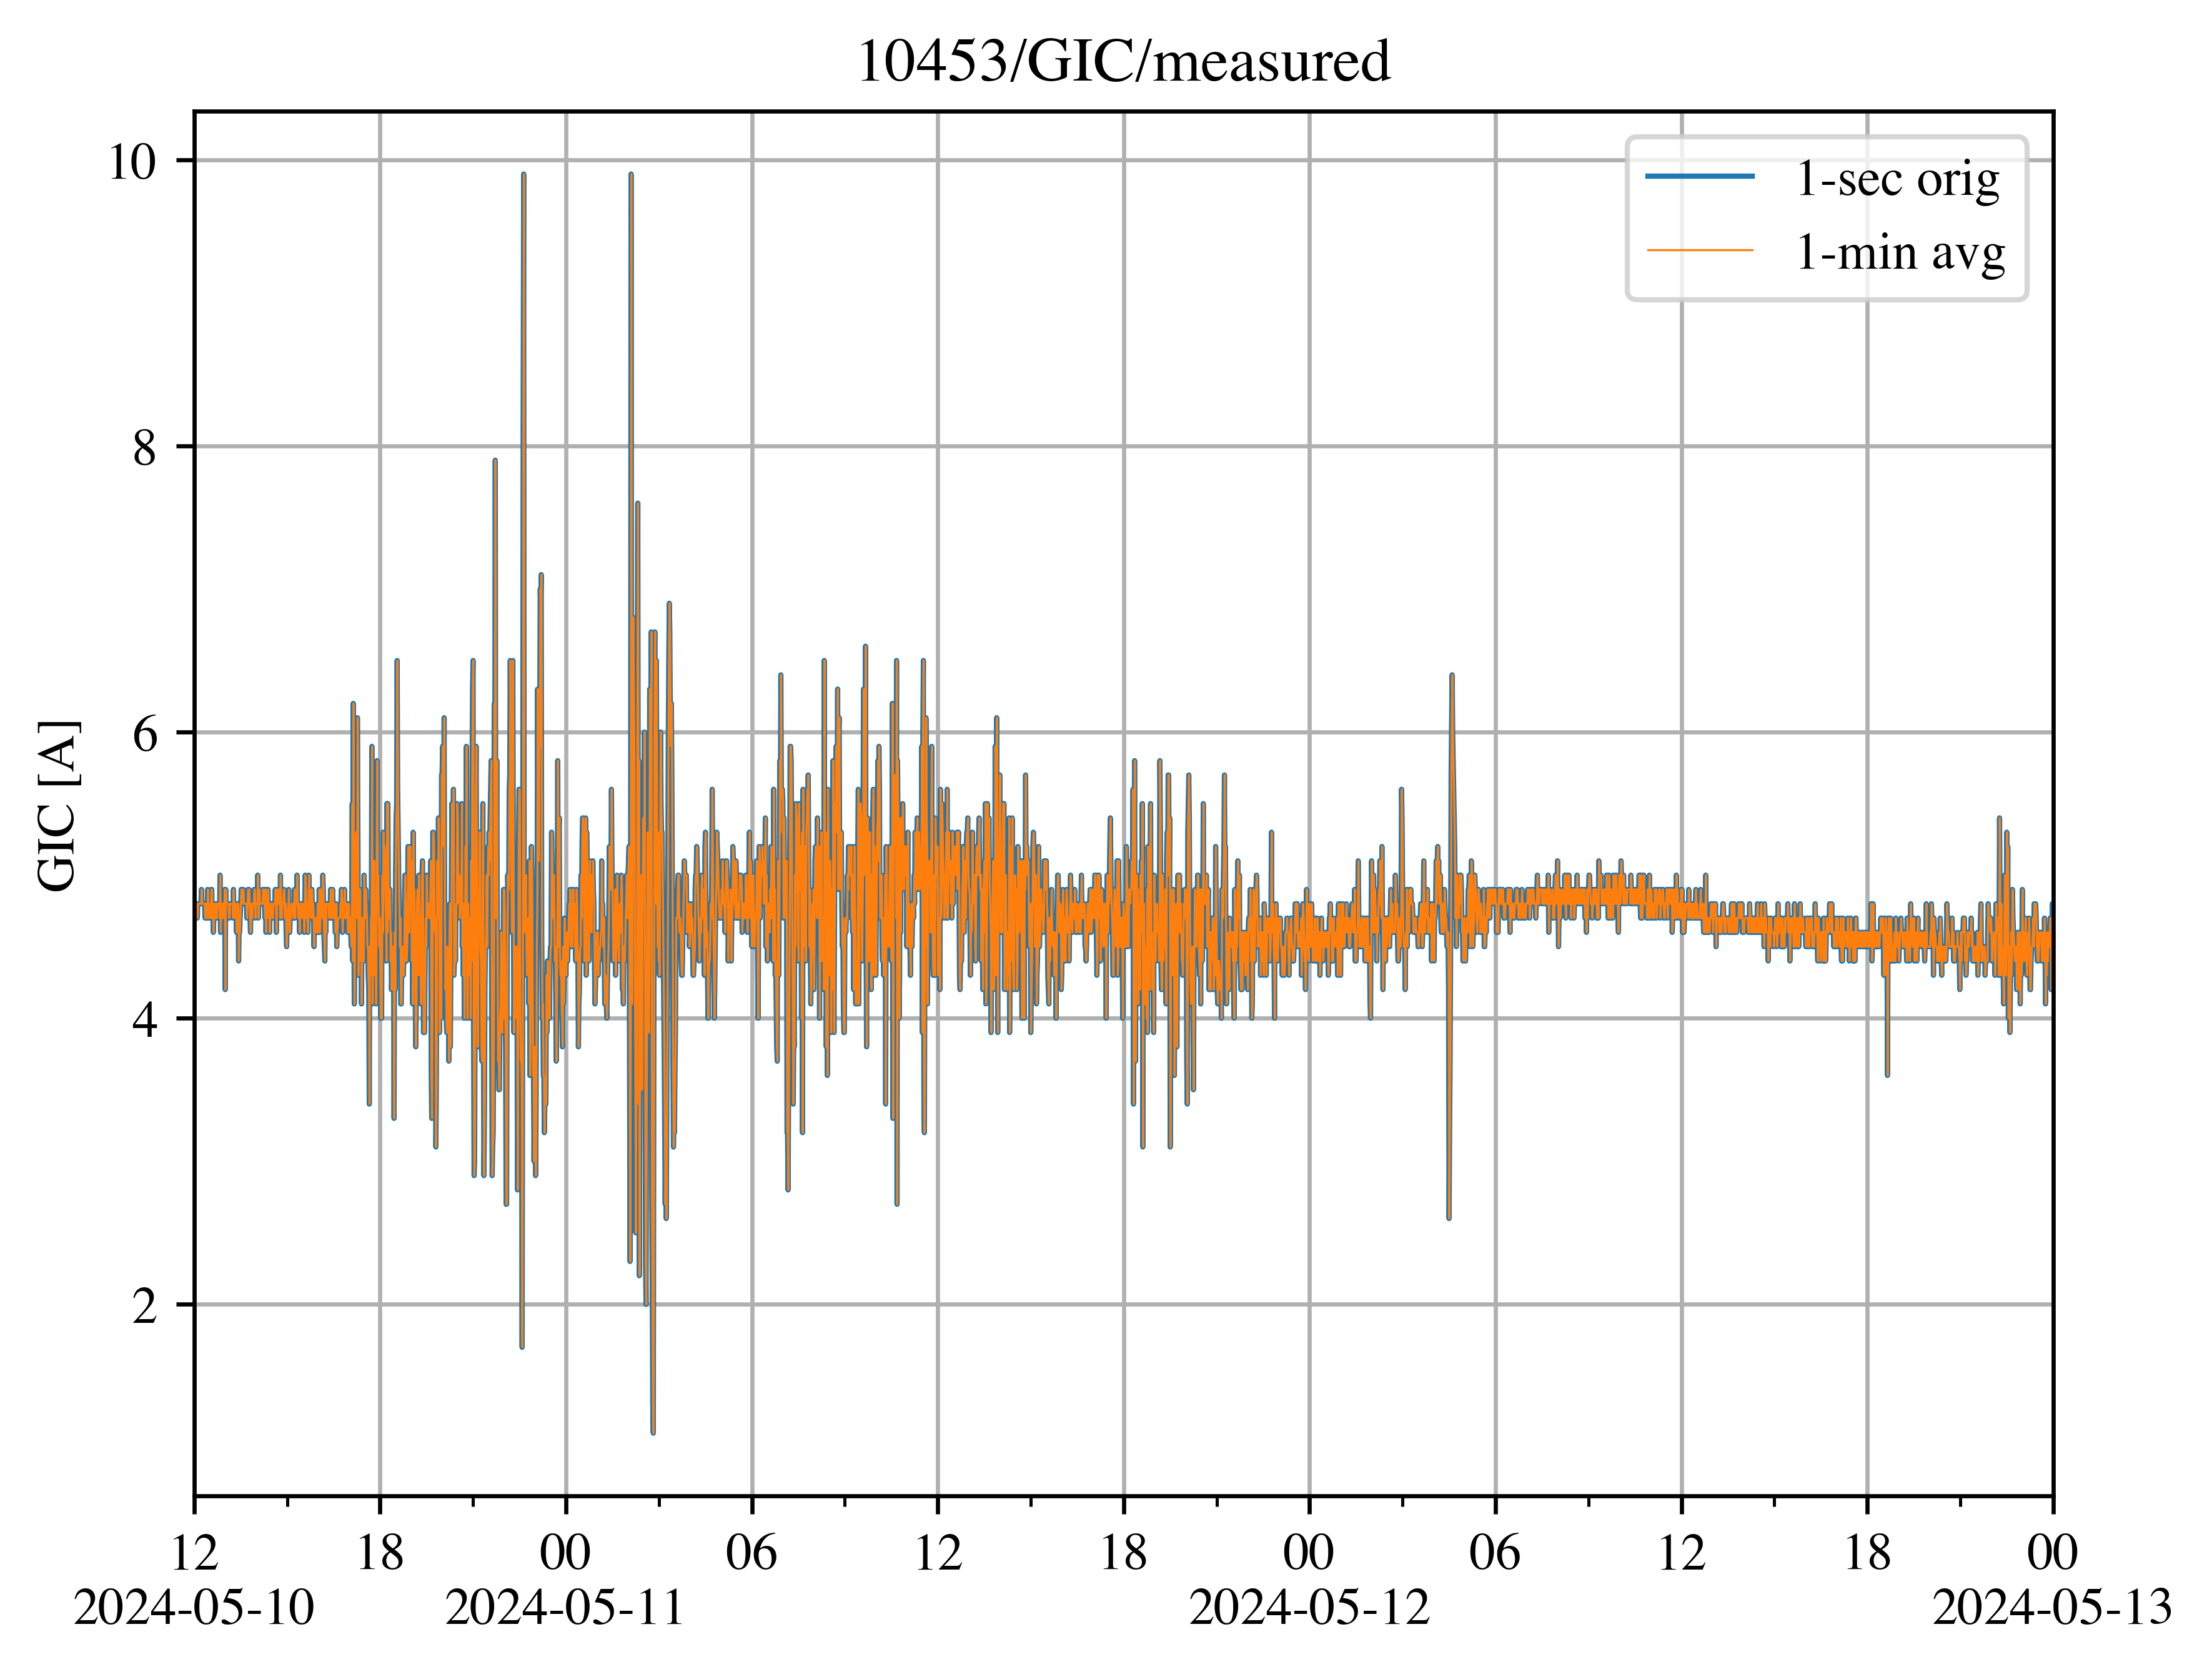 10453/GIC/measured
1-sec orig
1-min avg
GIC [A]
10
8
6
4
2
12 18 00 06 12 18 00 06 12 18 00
2024-05-10 2024-05-11 2024-05-12 2024-05-13